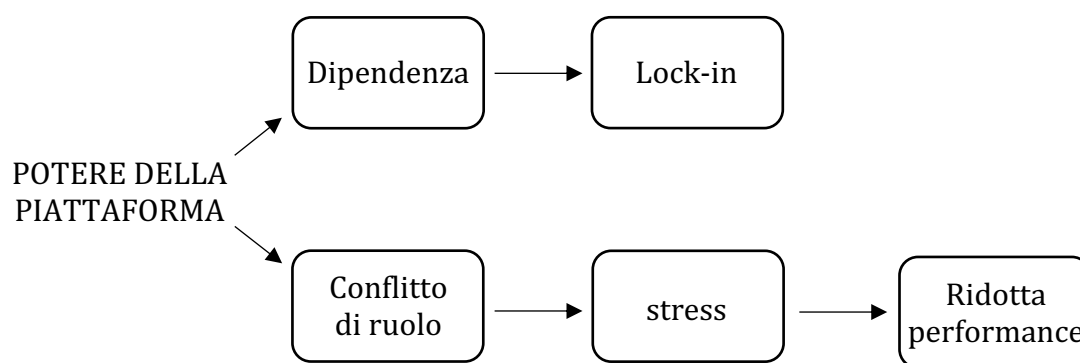 Dipendenza
Lock-in
POTERE DELLA
PIATTAFORMA
Conflitto
di ruolo
stress
Ridotta
performance